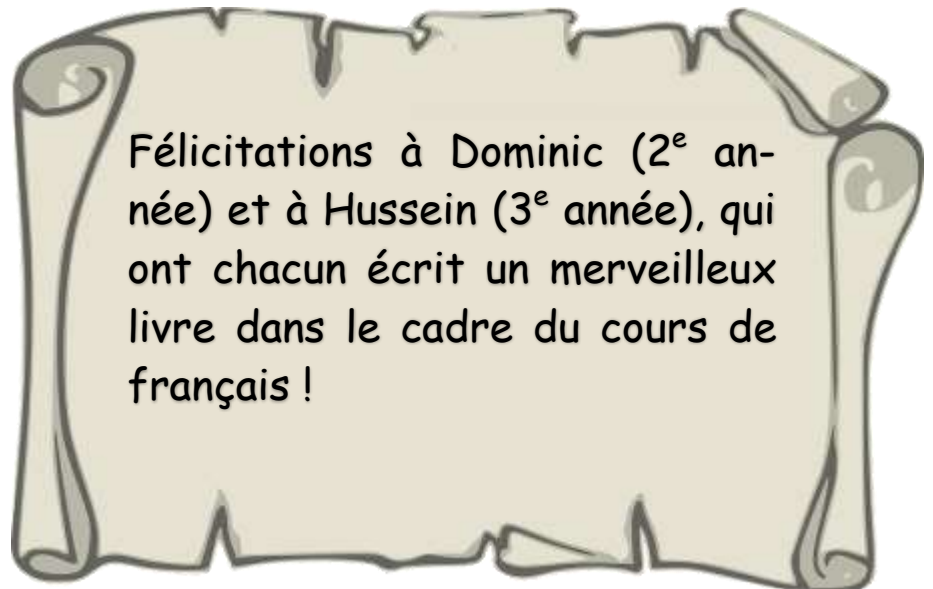 Félicitations à Dominic (2e an-
née) et à Hussein (3e année), qui
ont chacun écrit un merveilleux
livre dans le cadre du cours de
français !